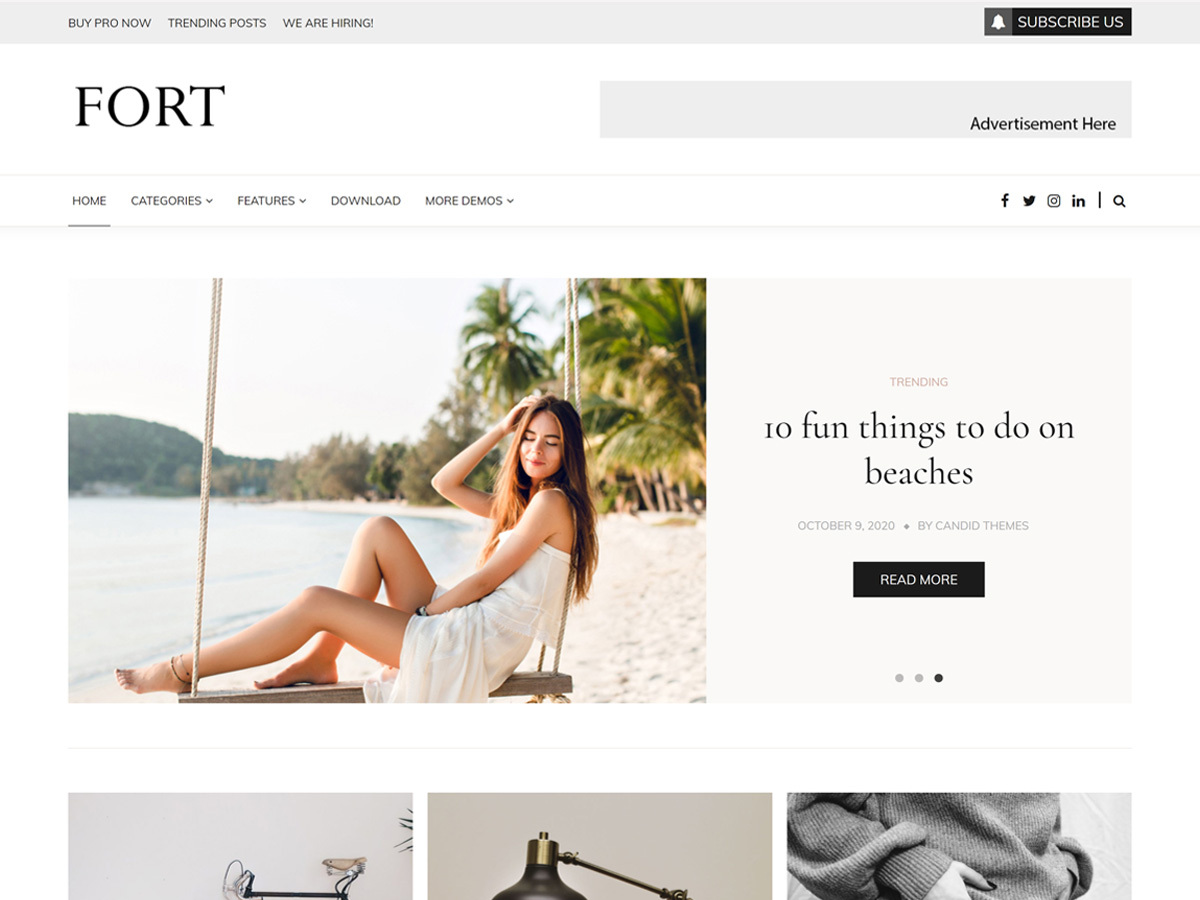 BUY PRO NOW TRENDING POSTS WE ARE HIRING! SUBSCRIBE US
FORT
Advertisement Here
HOME CATEGORIES FEATURES DOWNLOAD MORE DEMOS
TRENDING
10 fun things to do on
beaches
OCTOBER 9, 2020 ◆ BY CANDID THEMES
READ MORE